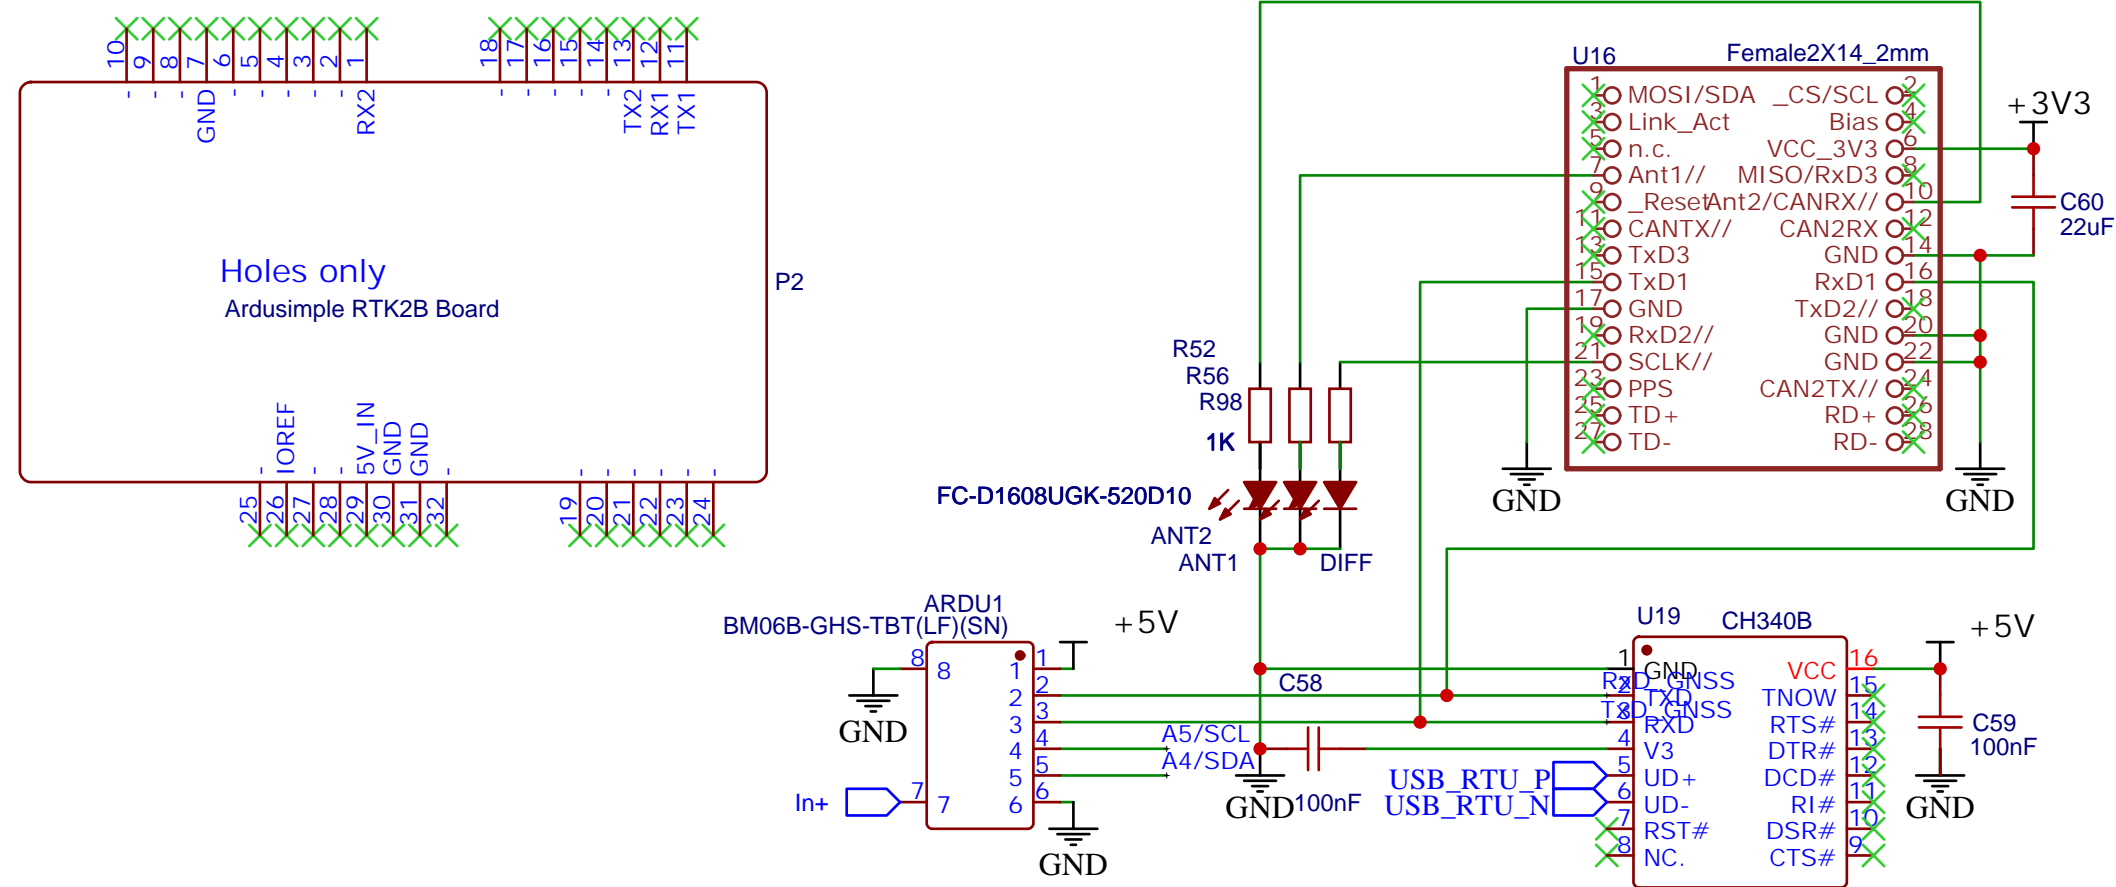 10
9
8
7
6
5
4
3
2
1
18
17
16
15
14
13
12
11
-
-
-
GND
-
-
-
-
-
RX2
-
-
-
-
-
TX2
RX1
TX1
Holes only
Ardusimple RTK2B Board
P2
-
IOREF
-
-
5V_IN
GND
GND
-
-
-
-
-
-
-
25
26
27
28
29
30
31
32
19
20
21
22
23
24
U16
Female2X14_2mm
1 MOSI/SDA _CS/SCL 2
3 Link_Act Bias 4
5 n.c. VCC_3V3 6
7 Ant1// MISO/RxD3 8
9 _Reset Ant2/CANRX// 10
11 CANTX// CAN2RX 12
13 TxD3 GND 14
15 TxD1 RxD1 16
17 GND TxD2// 18
19 RxD2// GND 20
21 SCLK// GND 22
23 PPS CAN2TX// 24
25 TD+ RD+ 26
27 TD- RD- 28
+3V3
C60
22uF
GND
GND
R52
R56
R98
1K
FC-D1608UGK-520D10
ANT2
ANT1
DIFF
ARDU1
BM06B-GHS-TBT(LF)(SN)
+5V
8 8 1 1
2 2
3 3
4 4
5 5
7 7 6 6
GND
In+
GND
A5/SCL
A4/SDA
C58
GND
100nF
USB_RTU_P
USB_RTU_N
U19
CH340B
RxD_GNSS
TXD_GNSS
1 GND VCC 16
2 TXD TNOW 15
3 RXD RTS# 14
4 V3 DTR# 13
5 UD+ DCD# 12
6 UD- RI# 11
7 RST# DSR# 10
8 NC. CTS# 9
+5V
C59
100nF
GND